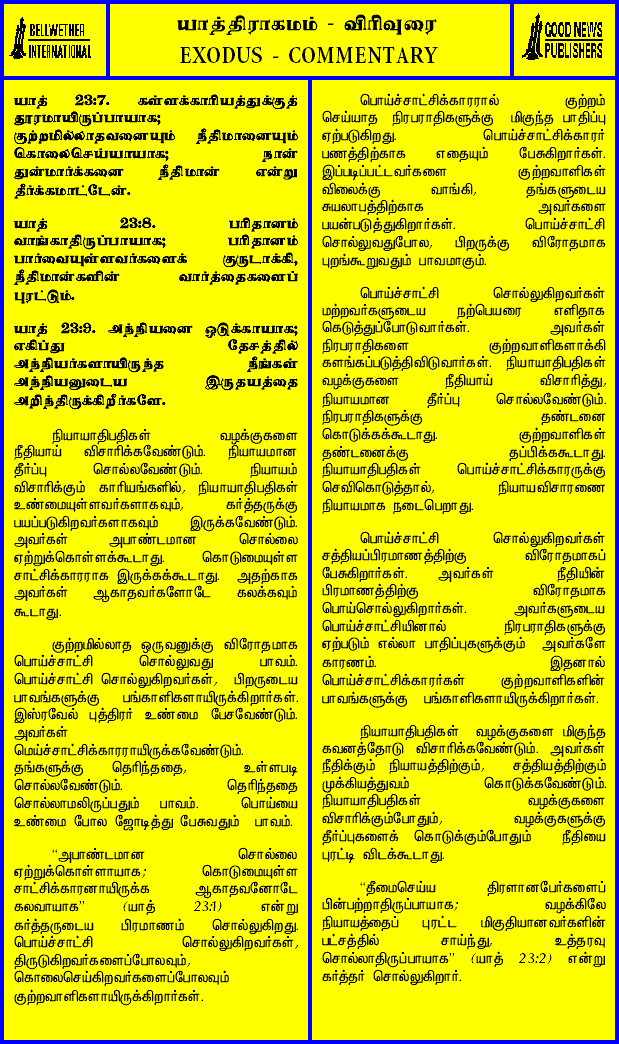 BELLWETHER
INTERNATIONAL
யாத்திராகமம் - விரிவுரை
EXODUS - COMMENTARY
GOOD NEWS
PUBLISHERS
யாத் 23:7. கள்ளக்காரியத்துக்குத்
தூரமாயிருப்பாயாக;
குற்றமில்லாதவனையும் நீதிமானையும்
கொலைசெய்யாயாக; நான்
துன்மார்க்கனை நீதிமான் என்று
தீர்க்கமாட்டேன்.
யாத் 23:8. பரிதானம்
வாங்காதிருப்பாயாக; பரிதானம்
பார்வையுள்ளவர்களைக் குருடாக்கி,
நீதிமான்களின் வார்த்தைகளைப்
புரட்டும்.
யாத் 23:9. அந்நியனை ஒடுக்காயாக;
எகிப்து தேசத்தில்
அந்நியர்களாயிருந்த நீங்கள்
அந்நியனுடைய இருதயத்தை
அறிந்திருக்கிறீர்களே.
நியாயாதிபதிகள் வழக்குகளை
நீதியாய் விசாரிக்கவேண்டும். நியாயமான
தீர்ப்பு சொல்லவேண்டும். நியாயம்
விசாரிக்கும் காரியங்களில், நியாயாதிபதிகள்
உண்மையுள்ளவர்களாகவும், கர்த்தருக்கு
பயப்படுகிறவர்களாகவும் இருக்கவேண்டும்.
அவர்கள் அபாண்டமான சொல்லை
ஏற்றுக்கொள்ளக்கூடாது. கொடுமையுள்ள
சாட்சிக்காரராக இருக்கக்கூடாது. அதற்காக
அவர்கள் ஆகாதவர்களோடே கலக்கவும்
கூடாது.
குற்றமில்லாத ஒருவனுக்கு விரோதமாக
பொய்ச்சாட்சி சொல்லுவது பாவம்.
பொய்ச்சாட்சி சொல்லுகிறவர்கள், பிறருடைய
பாவங்களுக்கு பங்காளிகளாயிருக்கிறார்கள்.
இஸ்ரவேல் புத்திரர் உண்மை பேசவேண்டும்.
அவர்கள்
மெய்ச்சாட்சிக்காரராயிருக்கவேண்டும்.
தங்களுக்கு தெரிந்ததை, உள்ளபடி
சொல்லவேண்டும். தெரிந்ததை
சொல்லாமலிருப்பதும் பாவம். பொய்யை
உண்மை போல ஜோடித்து பேசுவதும் பாவம்.
“அபாண்டமான சொல்லை
ஏற்றுக்கொள்ளாயாக; கொடுமையுள்ள
சாட்சிக்காரனாயிருக்க ஆகாதவனோடே
கலவாயாக” (யாத் 23:1) என்று
கர்த்தருடைய பிரமாணம் சொல்லுகிறது.
பொய்ச்சாட்சி சொல்லுகிறவர்கள்,
திருடுகிறவர்களைப்போலவும்,
கொலைசெய்கிறவர்களைப்போலவும்
குற்றவாளிகளாயிருக்கிறார்கள்.
பொய்ச்சாட்சிக்காரரால் குற்றம்
செய்யாத நிரபராதிகளுக்கு மிகுந்த பாதிப்பு
ஏற்படுகிறது. பொய்ச்சாட்சிக்காரர்
பணத்திற்காக எதையும் பேசுகிறார்கள்.
இப்படிப்பட்டவர்களை குற்றவாளிகள்
விலைக்கு வாங்கி, தங்களுடைய
சுயலாபத்திற்காக அவர்களை
பயன்படுத்துகிறார்கள். பொய்ச்சாட்சி
சொல்லுவதுபோல, பிறருக்கு விரோதமாக
புறங்கூறுவதும் பாவமாகும்.
பொய்ச்சாட்சி சொல்லுகிறவர்கள்
மற்றவர்களுடைய நற்பெயரை எளிதாக
கெடுத்துப்போடுவார்கள். அவர்கள்
நிரபராதிகளை குற்றவாளிகளாக்கி
களங்கப்படுத்திவிடுவார்கள். நியாயாதிபதிகள்
வழக்குகளை நீதியாய் விசாரித்து,
நியாயமான தீர்ப்பு சொல்லவேண்டும்.
நிரபராதிகளுக்கு தண்டனை
கொடுக்கக்கூடாது. குற்றவாளிகள்
தண்டனைக்கு தப்பிக்ககூடாது.
நியாயாதிபதிகள் பொய்ச்சாட்சிக்காரருக்கு
செவிகொடுத்தால், நியாயவிசாரணை
நியாயமாக நடைபெறாது.
பொய்ச்சாட்சி சொல்லுகிறவர்கள்
சத்தியப்பிரமாணத்திற்கு விரோதமாகப்
பேசுகிறார்கள். அவர்கள் நீதியின்
பிரமாணத்திற்கு விரோதமாக
பொய்சொல்லுகிறார்கள். அவர்களுடைய
பொய்ச்சாட்சியினால் நிரபராதிகளுக்கு
ஏற்படும் எல்லா பாதிப்புகளுக்கும் அவர்களே
காரணம். இதனால்
பொய்ச்சாட்சிக்காரர்கள் குற்றவாளிகளின்
பாவங்களுக்கு பங்காளிகளாயிருக்கிறார்கள்.
நியாயாதிபதிகள் வழக்குகளை மிகுந்த
கவனத்தோடு விசாரிக்கவேண்டும். அவர்கள்
நீதிக்கும் நியாயத்திற்கும், சத்தியத்திற்கும்
முக்கியத்துவம் கொடுக்கவேண்டும்.
நியாயாதிபதிகள் வழக்குகளை
விசாரிக்கும்போதும், வழக்குகளுக்கு
தீர்ப்புகளைக் கொடுக்கும்போதும் நீதியை
புரட்டி விடக்கூடாது.
“தீமைசெய்ய திரளானபேர்களைப்
பின்பற்றாதிருப்பாயாக; வழக்கிலே
நியாயத்தைப் புரட்ட மிகுதியானவர்களின்
பட்சத்தில் சாய்ந்து, உத்தரவு
சொல்லாதிருப்பாயாக” (யாத் 23:2) என்று
கர்த்தர் சொல்லுகிறார்.